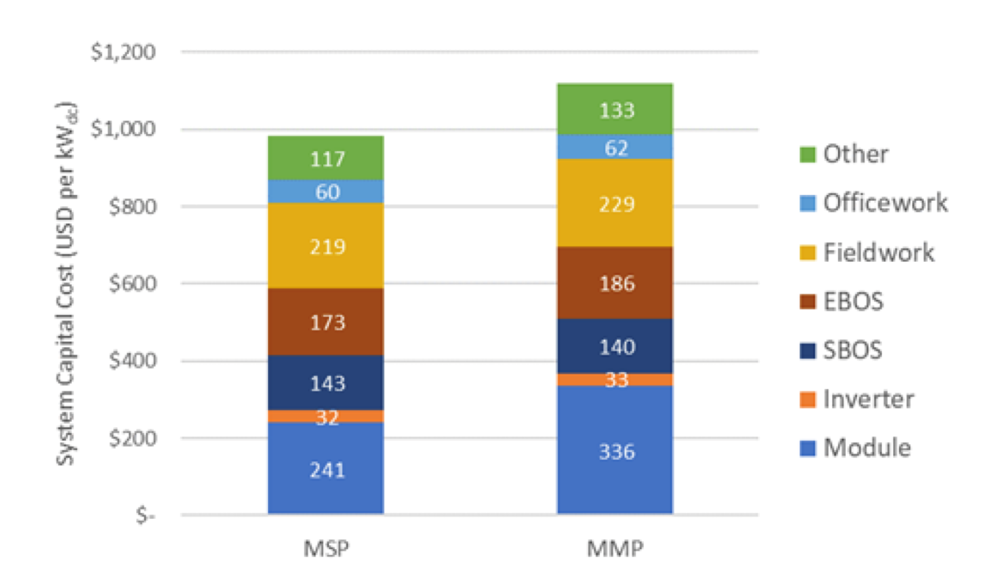 System Capital Cost (USD per kWdc)
$1,200
$1,000
$800
$600
$400
$200
$-
117
60
219
173
143
32
241
133
62
229
186
140
33
336
MSP
MMP
Other
Officework
Fieldwork
EBOS
SBOS
Inverter
Module